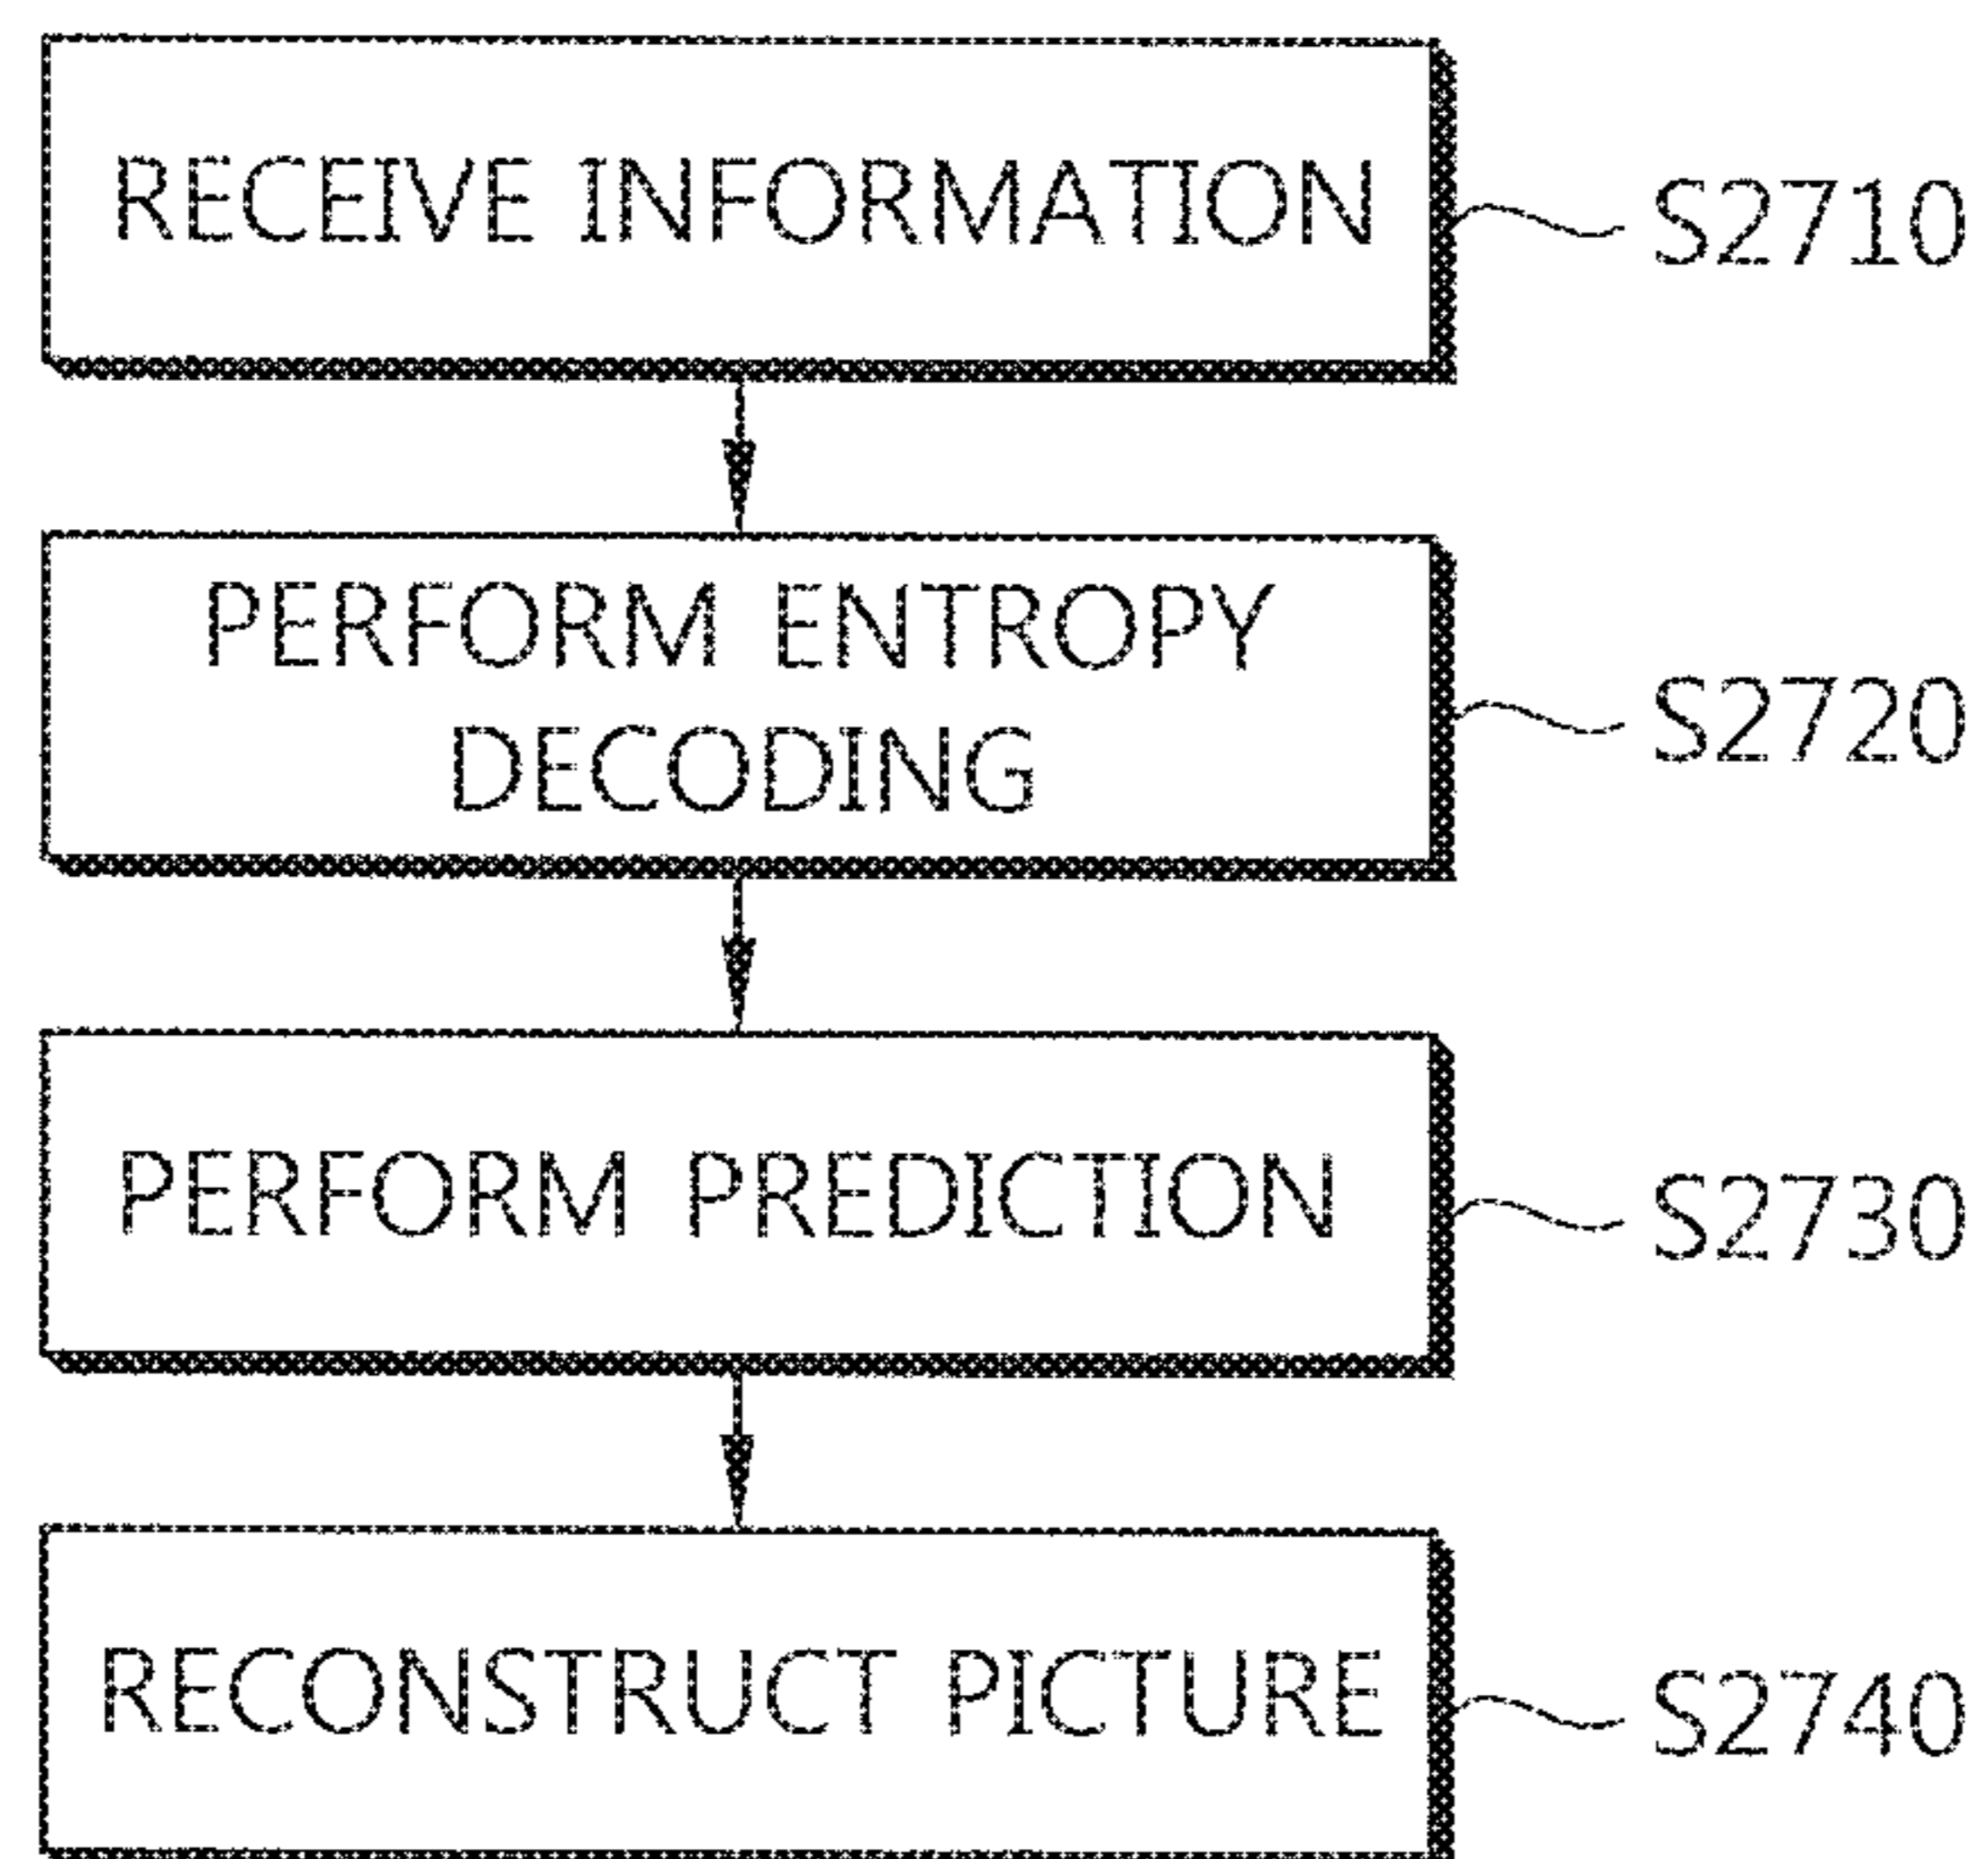 RECEIVE INFORMATION
S2710
PERFORM ENTROPY
DECODING
S2720
PERFORM PREDICTION
S2730
RECONSTRUCT PICTURE
S2740